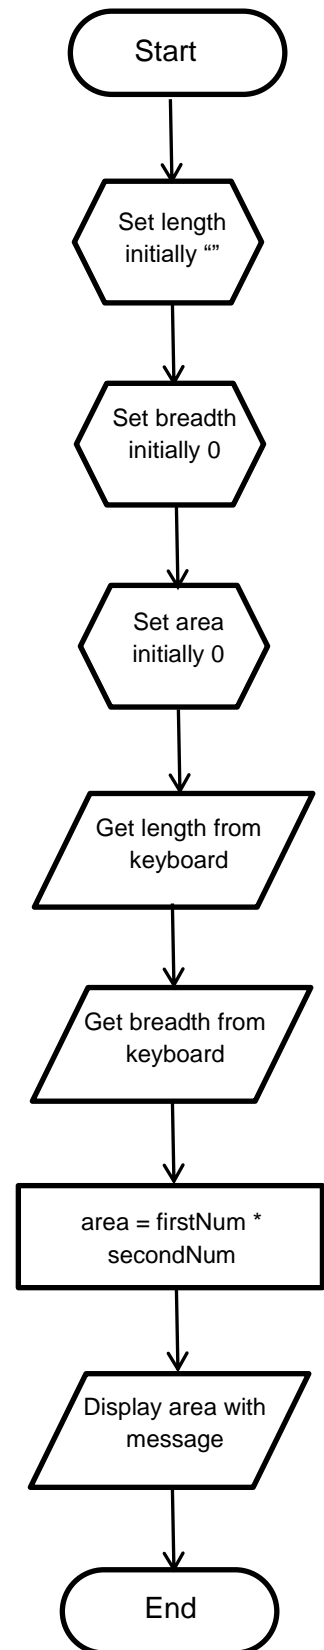 Start
Set length
initially “”
Set breadth
initially 0
Set area
initially 0
Get length from
keyboard
Get breadth from
keyboard
area = firstNum *
secondNum
Display area with
message
End